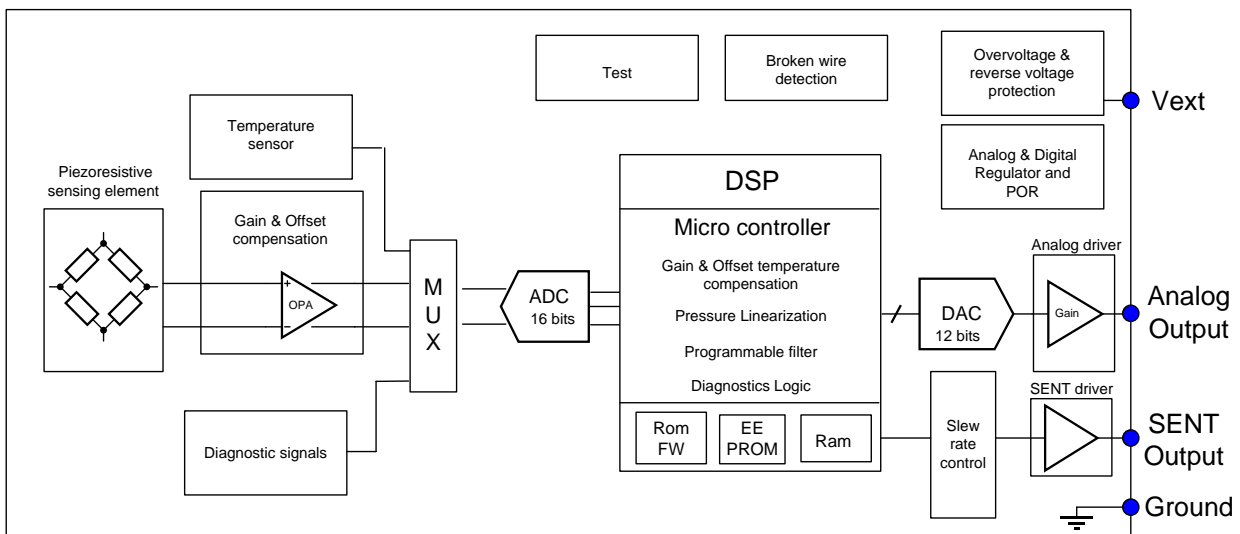 Test
Broken wire
detection
Overvoltage &
reverse voltage
protection
Vext
Temperature
sensor
Analog & Digital
Regulator and
POR
Piezoresistive
sensing element
Gain & Offset
compensation
+
OPA
−
M
U
X
ADC
16 bits
DSP
Micro controller
Gain & Offset temperature
compensation
Pressure Linearization
Programmable filter
Diagnostics Logic
Rom
FW
EE
PROM
Ram
DAC
12 bits
Analog driver
Gain
Analog
Output
Slew
rate
control
SENT driver
SENT
Output
Diagnostic signals
Ground